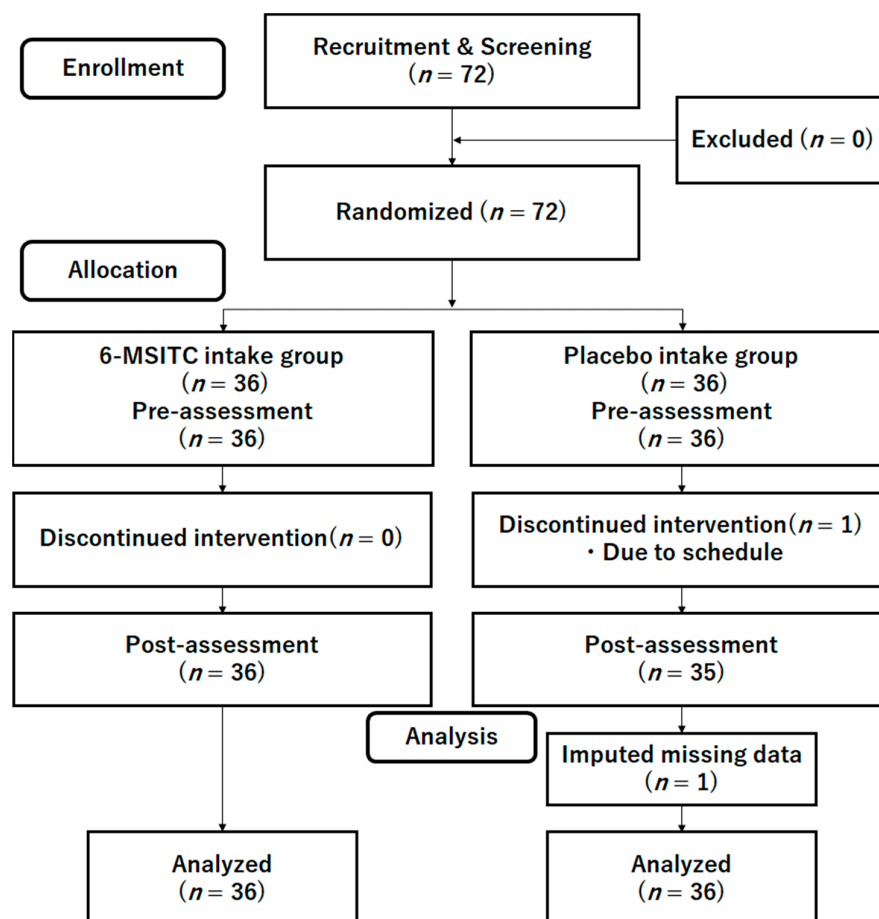 Enrollment
Recruitment & Screening
(n = 72)
Excluded (n = 0)
Randomized (n = 72)
Allocation
6-MSITC intake group
(n = 36)
Pre-assessment
(n = 36)
Placebo intake group
(n = 36)
Pre-assessment
(n = 36)
Discontinued intervention(n = 0)
Discontinued intervention(n = 1)
・Due to schedule
Post-assessment
(n = 36)
Post-assessment
(n = 35)
Analysis
Imputed missing data
(n = 1)
Analyzed
(n = 36)
Analyzed
(n = 36)